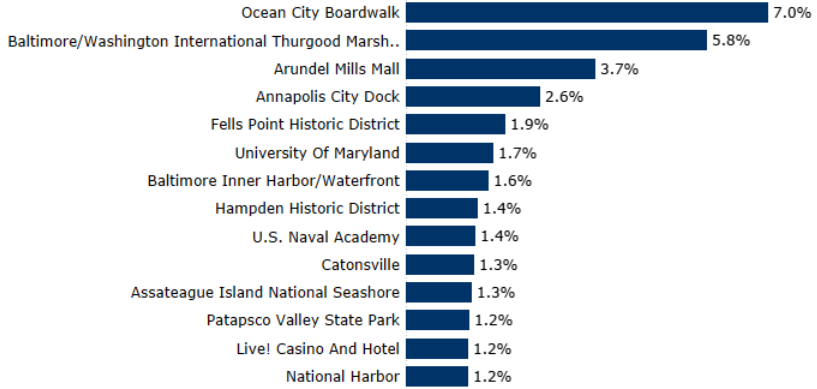 Ocean City Boardwalk 7.0%
Baltimore/Washington International Thurgood Marsh.. 5.8%
Arundel Mills Mall 3.7%
Annapolis City Dock 2.6%
Fells Point Historic District 1.9%
University Of Maryland 1.7%
Baltimore Inner Harbor/Waterfront 1.6%
Hampden Historic District 1.4%
U.S. Naval Academy 1.4%
Catonsville 1.3%
Assateague Island National Seashore 1.3%
Patapsco Valley State Park 1.2%
Live! Casino And Hotel 1.2%
National Harbor 1.2%